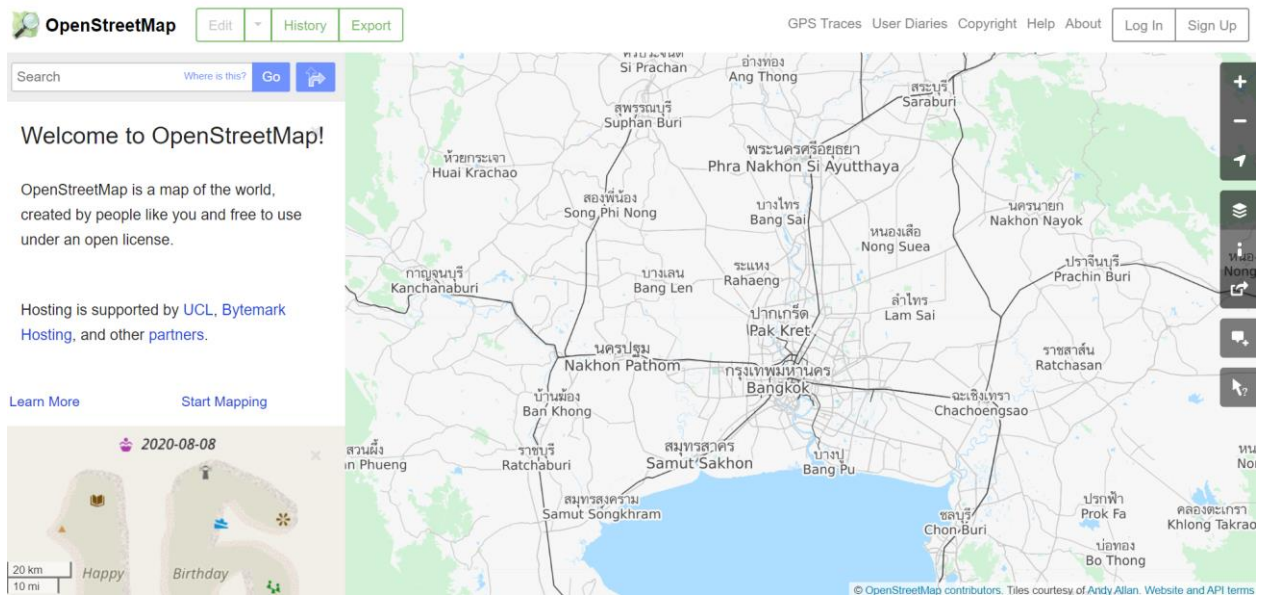 OpenStreetMap
Edit
History
Export
GPS Traces
User Diaries
Copyright
Help
About
Log In
Sign Up
Search
Where is this?
Go
Welcome to OpenStreetMap!
OpenStreetMap is a map of the world,
created by people like you and free to use
under an open license.
Hosting is supported by UCL, Bytemark
Hosting, and other partners.
Learn More
Start Mapping
2020-08-08
Happy
Birthday
20 km
10 mi
Si Prachan
อ่างทอง
Ang Thong
สระบุรี
Saraburi
สุพรรณบุรี
Suphan Buri
พระนครศรีอยุธยา
Phra Nakhon Si Ayutthaya
ห้วยกระเจา
Huai Krachao
สองพี่น้อง
Song Phi Nong
บางไทร
Bang Sai
นครนายก
Nakhon Nayok
หนองเสือ
Nong Suea
ปราจีนบุรี
Prachin Buri
Nong
กาญจนบุรี
Kanchanaburi
บางเลน
Bang Len
ระแหง
Rahaeng
ลำไทร
Lam Sai
ปากเกร็ด
Pak Kret
นครปฐม
Nakhon Pathom
ราชสาส์น
Ratchasan
กรุงเทพมหานคร
Bangkok
บ้านฆ้อง
Ban Khong
ฉะเชิงเทรา
Chachoengsao
สวนผึ้ง
n Phueng
ราชบุรี
Ratchaburi
สมุทรสาคร
Samut Sakhon
บางปู
Bang Pu
สมุทรสงคราม
Samut Songkhram
ชลบุรี
Chon Buri
ปรกฟ้า
Prok Fa
คลองตะเกรา
Khlong Takrao
บ่อทอง
Bo Thong
© OpenStreetMap contributors. Tiles courtesy of Andy Allan. Website and API terms